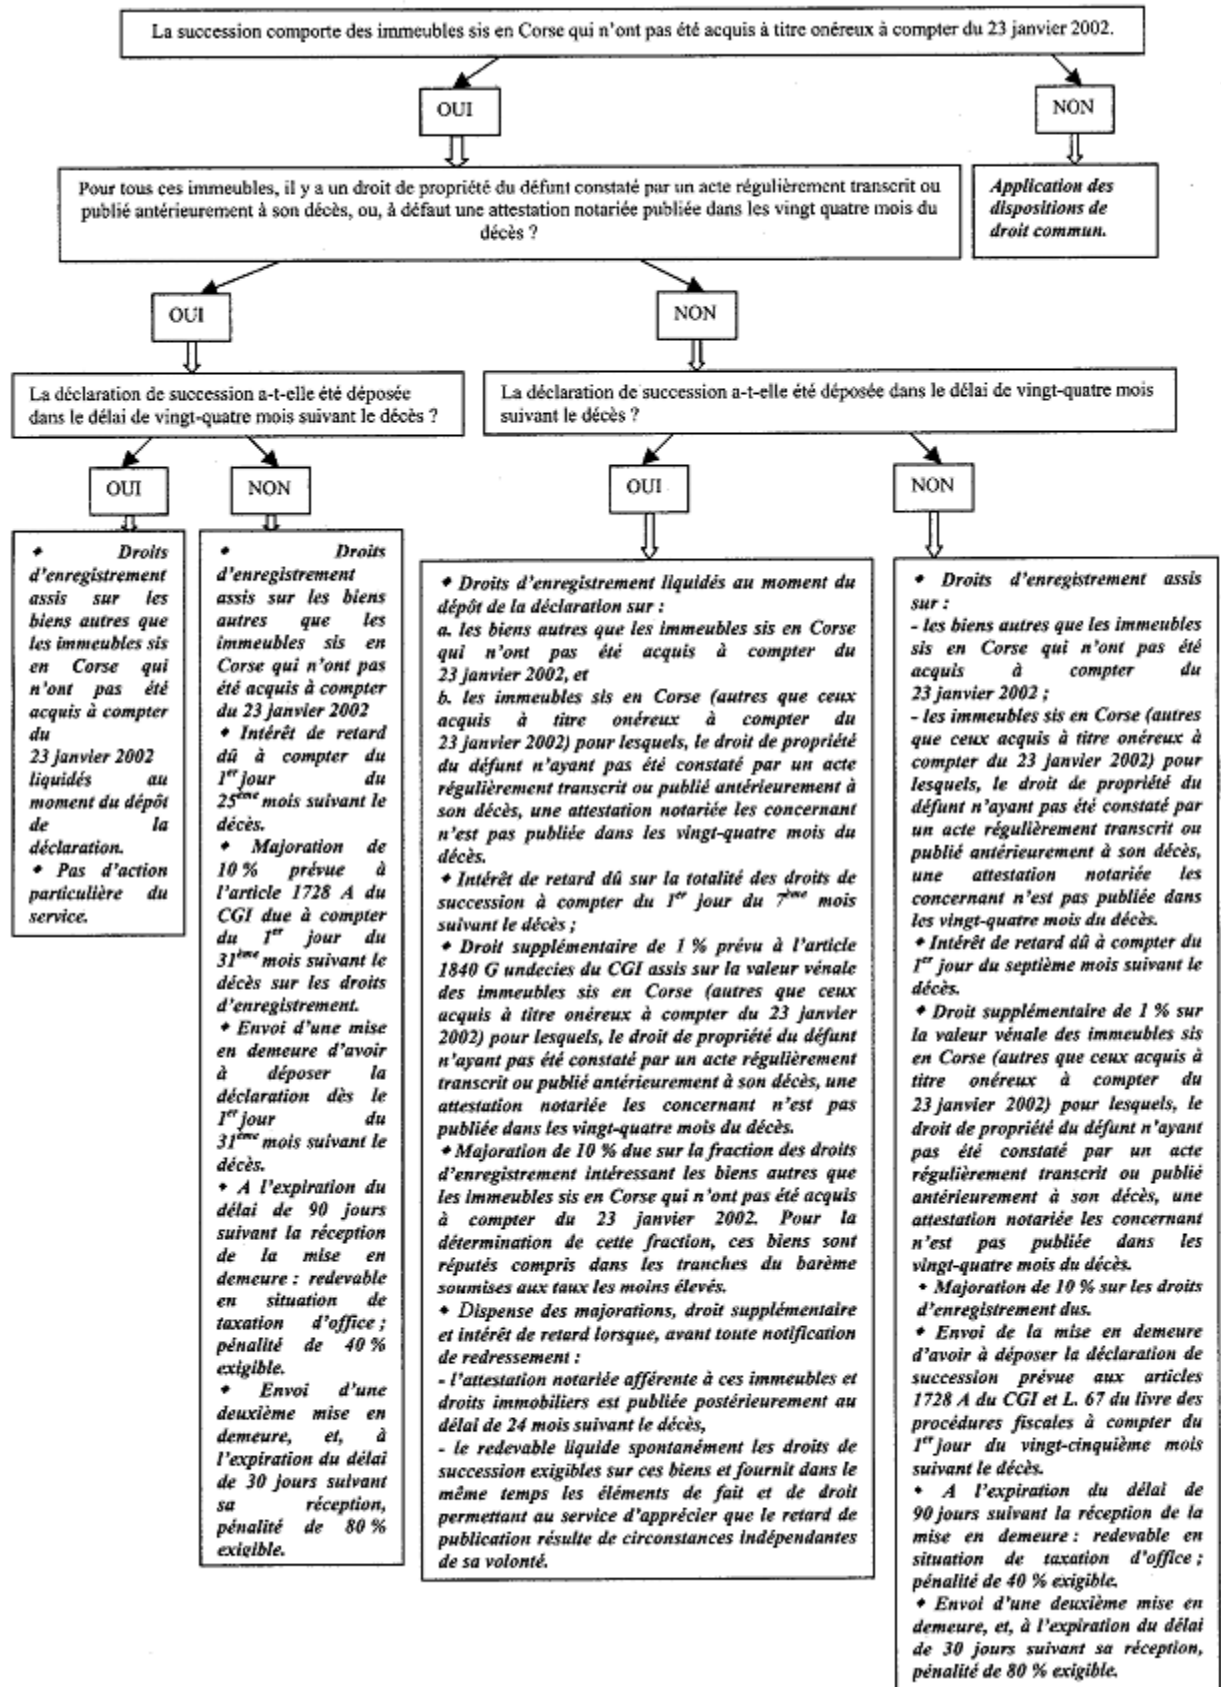 La succession comporte des immeubles sis en Corse qui n'ont pas été acquis à titre onéreux à compter du 23 janvier 2002.
OUI
NON
Pour tous ces immeubles, il y a un droit de propriété du défunt constaté par un acte régulièrement transcrit ou
publié antérieurement à son décès, ou, à défaut une attestation notariée publiée dans les vingt quatre mois du
décès ?
Application des
dispositions de
droit commun.
OUI
NON
La déclaration de succession a-t-elle été déposée
dans le délai de vingt-quatre mois suivant le décès ?
La déclaration de succession a-t-elle été déposée dans le délai de vingt-quatre mois
suivant le décès ?
OUI
NON
OUI
NON
♦ Droits
d'enregistrement
assis sur les
biens autres que
les immeubles sis
en Corse qui
n'ont pas été
acquis à compter
du
23 janvier 2002
liquidés au
moment du dépôt
de la
déclaration.
♦ Pas d'action
particulière du
service.
♦ Droits
d'enregistrement
assis sur les biens
autres que les
immeubles sis en
Corse qui n'ont pas
été acquis à compter
du 23 janvier 2002
♦ Intérêt de retard
dû à compter du
1er jour du
25ème mois suivant le
décès.
♦ Majoration de
10 % prévue à
l'article 1728 A du
CGI due à compter
du 1er jour du
31ème mois suivant le
décès sur les droits
d'enregistrement.
♦ Envoi d'une mise
en demeure d'avoir
à déposer la
déclaration dès le
1er jour du
31ème mois suivant le
décès.
♦ A l'expiration du
délai de 90 jours
suivant la réception
de la mise en
demeure : redevable
en situation de
taxation d'office ;
pénalité de 40 %
exigible.
♦ Envoi d'une
deuxième mise en
demeure, et, à
l'expiration du délai
de 30 jours suivant
sa réception,
pénalité de 80 %
exigible.
♦ Droits d'enregistrement liquidés au moment du
dépôt de la déclaration sur :
a. les biens autres que les immeubles sis en Corse
qui n'ont pas été acquis à compter du
23 janvier 2002, et
b. les immeubles sis en Corse (autres que ceux
acquis à titre onéreux à compter du
23 janvier 2002) pour lesquels, le droit de propriété
du défunt n'ayant pas été constaté par un acte
régulièrement transcrit ou publié antérieurement à
son décès, une attestation notariée les concernant
n'est pas publiée dans les vingt-quatre mois du
décès.
♦ Intérêt de retard dû sur la totalité des droits de
succession à compter du 1er jour du 7ème mois
suivant le décès ;
♦ Droit supplémentaire de 1 % prévu à l'article
1840 G undecies du CGI assis sur la valeur vénale
des immeubles sis en Corse (autres que ceux
acquis à titre onéreux à compter du 23 janvier
2002) pour lesquels, le droit de propriété du défunt
n'ayant pas été constaté par un acte régulièrement
transcrit ou publié antérieurement à son décès, une
attestation notariée les concernant n'est pas
publiée dans les vingt-quatre mois du décès.
♦ Majoration de 10 % due sur la fraction des droits
d'enregistrement intéressant les biens autres que
les immeubles sis en Corse qui n'ont pas été acquis
à compter du 23 janvier 2002. Pour la
détermination de cette fraction, ces biens sont
réputés compris dans les tranches du barème
soumises aux taux les moins élevés.
♦ Dispense des majorations, droit supplémentaire
et intérêt de retard lorsque, avant toute notification
de redressement :
- l'attestation notariée afférente à ces immeubles et
droits immobiliers est publiée postérieurement au
délai de 24 mois suivant le décès,
- le redevable liquide spontanément les droits de
succession exigibles sur ces biens et fournit dans le
même temps les éléments de fait et de droit
permettant au service d'apprécier que le retard de
publication résulte de circonstances indépendantes
de sa volonté.
♦ Droits d'enregistrement assis
sur :
- les biens autres que les immeubles
sis en Corse qui n'ont pas été
acquis à compter du
23 janvier 2002 ;
- les immeubles sis en Corse (autres
que ceux acquis à titre onéreux à
compter du 23 janvier 2002) pour
lesquels, le droit de propriété du
défunt n'ayant pas été constaté par
un acte régulièrement transcrit ou
publié antérieurement à son décès,
une attestation notariée les
concernant n'est pas publiée dans
les vingt-quatre mois du décès.
♦ Intérêt de retard dû à compter du
1er jour du septième mois suivant le
décès.
♦ Droit supplémentaire de 1 % sur
la valeur vénale des immeubles sis
en Corse (autres que ceux acquis à
titre onéreux à compter du
23 janvier 2002) pour lesquels, le
droit de propriété du défunt n'ayant
pas été constaté par un acte
régulièrement transcrit ou publié
antérieurement à son décès, une
attestation notariée les concernant
n'est pas publiée dans les
vingt-quatre mois du décès.
♦ Majoration de 10 % sur les droits
d'enregistrement dus.
♦ Envoi de la mise en demeure
d'avoir à déposer la déclaration de
succession prévue aux articles
1728 A du CGI et L. 67 du livre des
procédures fiscales à compter du
1er jour du vingt-cinquième mois
suivant le décès.
♦ A l'expiration du délai de
90 jours suivant la réception de la
mise en demeure : redevable en
situation de taxation d'office ;
pénalité de 40 % exigible.
♦ Envoi d'une deuxième mise en
demeure, et, à l'expiration du délai
de 30 jours suivant sa réception,
pénalité de 80 % exigible.